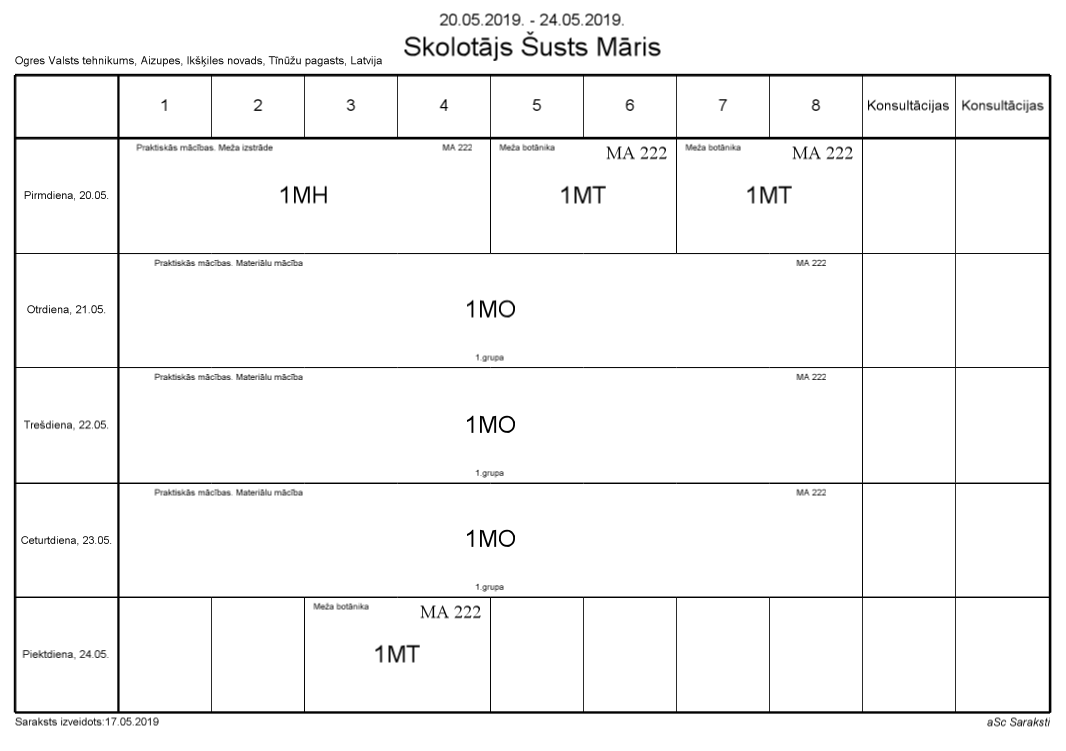 20.05.2019. - 24.05.2019.
Skolotājs Šusts Māris
Ogres Valsts tehnikums, Aizupes, Ikšķiles novads, Tīnūžu pagasts, Latvija
1 2 3 4 5 6 7 8 Konsultācijas Konsultācijas
Praktiskās mācības. Meža izstrāde MA 222 Meža botānika MA 222 Meža botānika MA 222
Pirmdiena, 20.05. 1MH 1MT 1MT
Praktiskās mācības. Materiālu mācība MA 222
Otrdiena, 21.05. 1MO
1.grupa
Praktiskās mācības. Materiālu mācība MA 222
Trešdiena, 22.05. 1MO
1.grupa
Praktiskās mācības. Materiālu mācība MA 222
Ceturtdiena, 23.05. 1MO
1.grupa
Meža botānika MA 222
Piektdiena, 24.05. 1MT
Saraksts izveidots:17.05.2019 aSc Saraksti